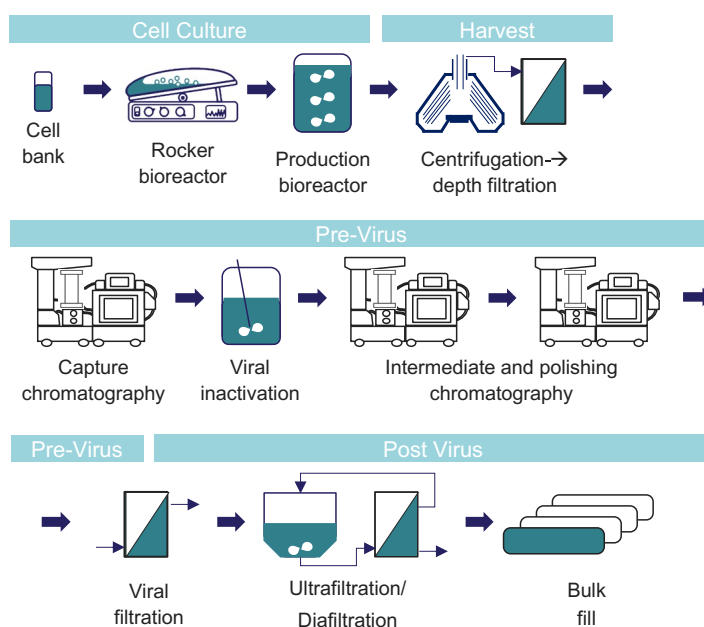 Cell Culture
Harvest
Cell
bank
Rocker
bioreactor
Production
bioreactor
Centrifugation-→
depth filtration
Pre-Virus
Capture
chromatography
Viral
inactivation
Intermediate and polishing
chromatography
Pre-Virus
Post Virus
Viral
filtration
Ultrafiltration/
Diafiltration
Bulk
fill